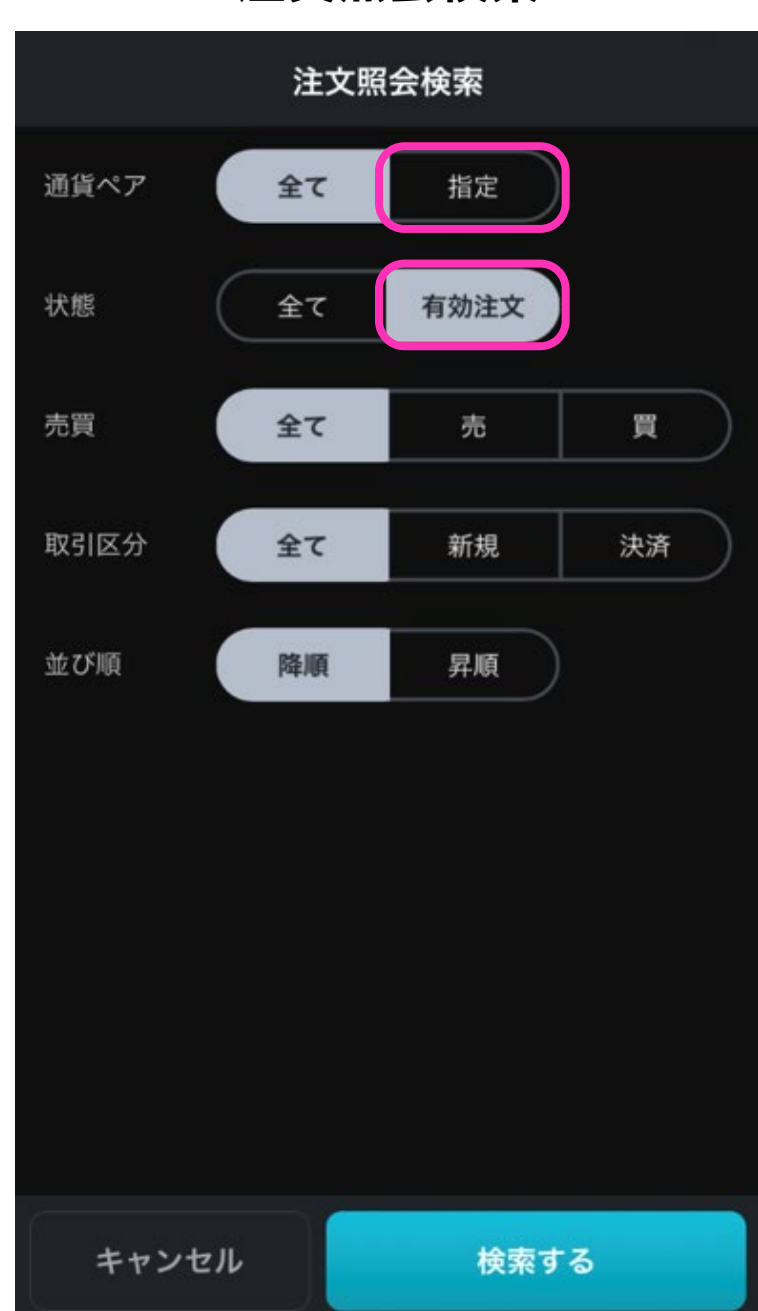 注文照会検索
通貨ペア 全て 指定
状態 全て 有効注文
売買 全て 売 買
取引区分 全て 新規 決済
並び順 降順 昇順
キャンセル 検索する